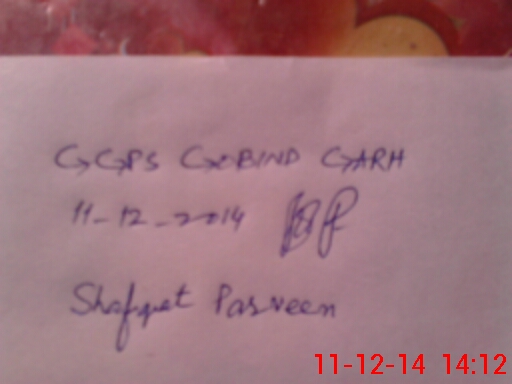 GGPS GOBIND GARH
11-12-2014
Shafqat Parveen
11-12-14 14:12